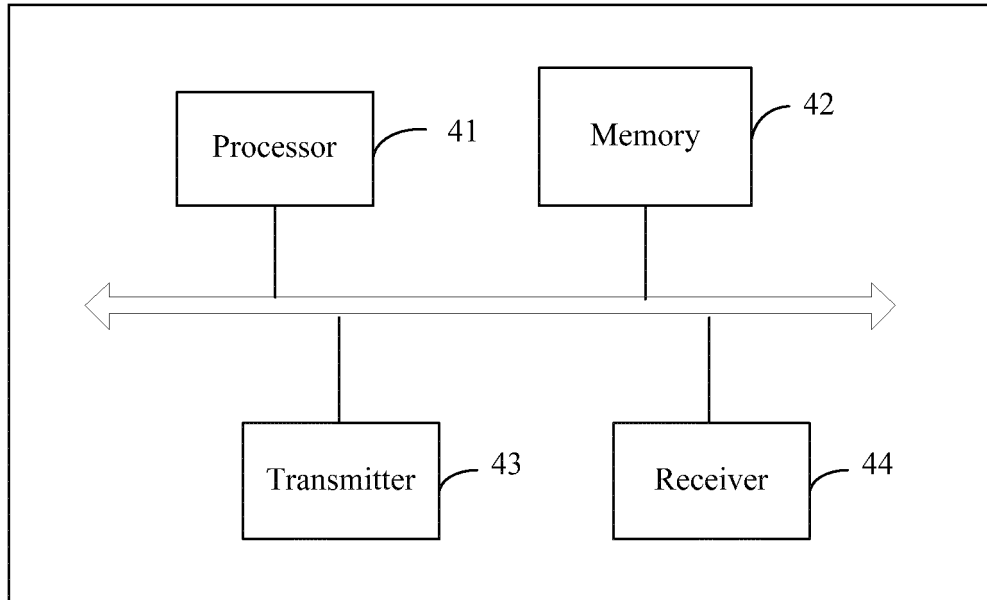 Processor
41
Memory
42
Transmitter
43
Receiver
44